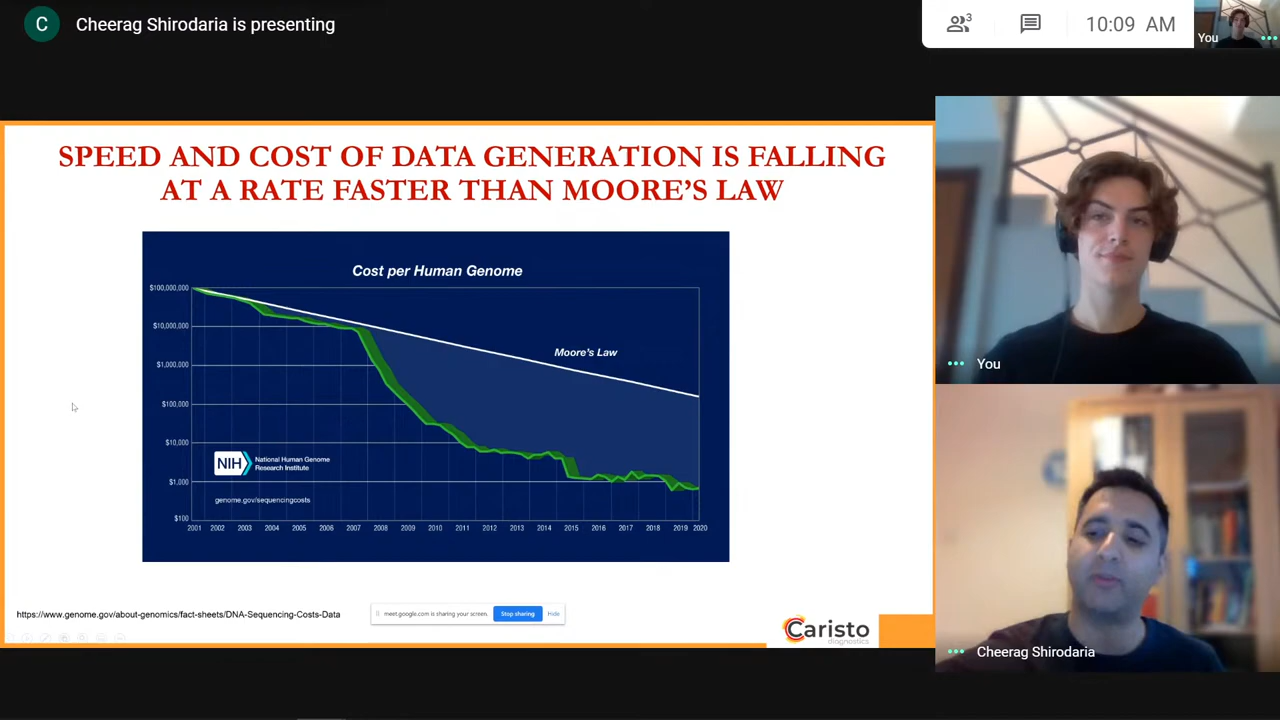 C
Cheerag Shirodaria is presenting
3
10:09 AM
You
SPEED AND COST OF DATA GENERATION IS FALLING
AT A RATE FASTER THAN MOORE’S LAW
Cost per Human Genome
$100,000,000
$10,000,000
$1,000,000
$100,000
$10,000
$1,000
$100
Moore's Law
NIH
National Human Genome
Research Institute
genome.gov/sequencingcosts
2001 2002 2003 2004 2005 2006 2007 2008 2009 2010 2011 2012 2013 2014 2015 2016 2017 2018 2019 2020
https://www.genome.gov/about-genomics/fact-sheets/DNA-Sequencing-Costs-Data
meet.google.com is sharing your screen.
Stop sharing
Hide
Caristo
diagnostics
You
Cheerag Shirodaria